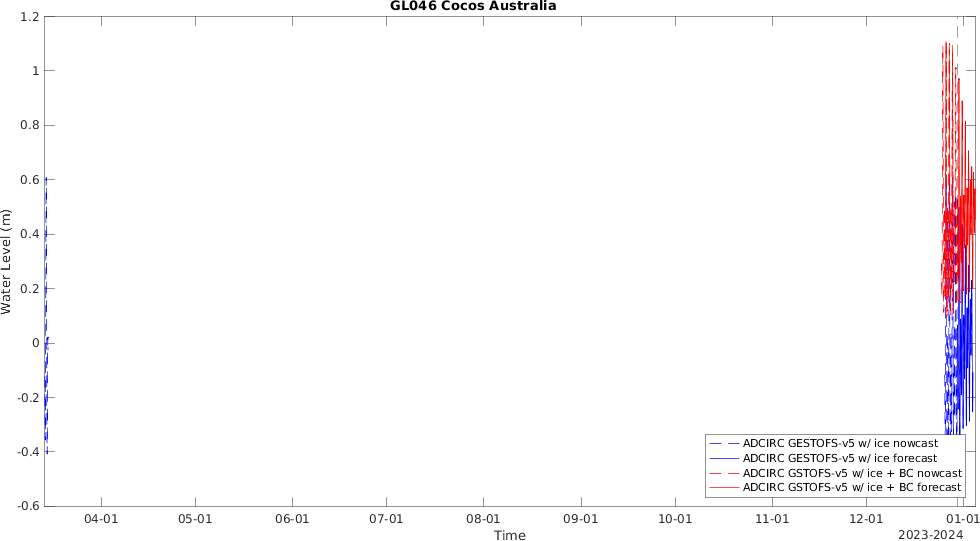 GL046 Cocos Australia
1.2
1
0.8
0.6
0.4
0.2
0
-0.2
-0.4
-0.6
Water Level (m)
04-01 05-01 06-01 07-01 08-01 09-01 10-01 11-01 12-01 01-01
Time
2023-2024
ADCIRC GESTOFS-v5 w/ ice nowcast
ADCIRC GESTOFS-v5 w/ ice forecast
ADCIRC GSTOFS-v5 w/ ice + BC nowcast
ADCIRC GSTOFS-v5 w/ ice + BC forecast